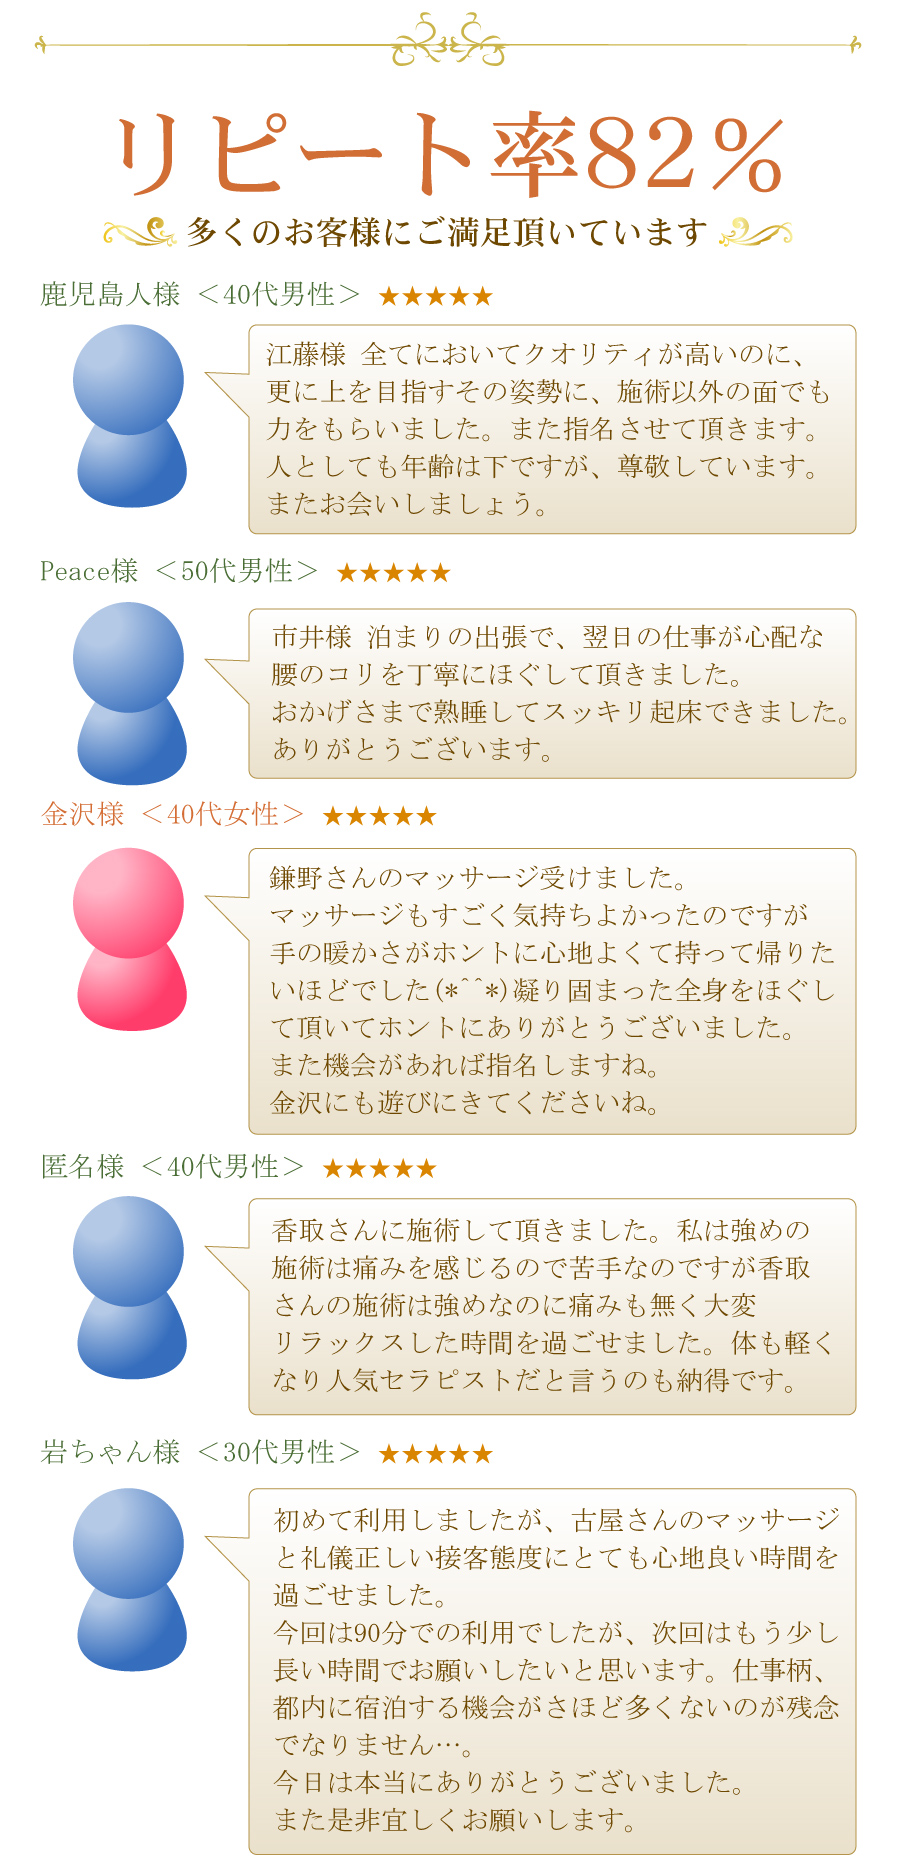 リピート率82％
多くのお客様にご満足頂いています
鹿児島人様 ＜40代男性＞ ★★★★★
江藤様 全てにおいてクオリティが高いのに、
更に上を目指すその姿勢に、施術以外の面でも
力をもらいました。また指名させて頂きます。
人としても年齢は下ですが、尊敬しています。
またお会いしましょう。
Peace様 ＜50代男性＞ ★★★★★
市井様 泊まりの出張で、翌日の仕事が心配な
腰のコリを丁寧にほぐして頂きました。
おかげさまで熟睡してスッキリ起床できました。
ありがとうございます。
金沢様 ＜40代女性＞ ★★★★★
鎌野さんのマッサージ受けました。
マッサージもすごく気持ちよかったのですが
手の暖かさがホントに心地よくて持って帰りた
いほどでした(*^^*)凝り固まった全身をほぐし
て頂いてホントにありがとうございました。
また機会があれば指名しますね。
金沢にも遊びにきてくださいね。
匿名様 ＜40代男性＞ ★★★★★
香取さんに施術して頂きました。私は強めの
施術は痛みを感じるので苦手なのですが香取
さんの施術は強めなのに痛みも無く大変
リラックスした時間を過ごせました。体も軽く
なり人気セラピストだと言うのも納得です。
岩ちゃん様 ＜30代男性＞ ★★★★★
初めて利用しましたが、古屋さんのマッサージ
と礼儀正しい接客態度にとても心地良い時間を
過ごせました。
今回は90分での利用でしたが、次回はもう少し
長い時間でお願いしたいと思います。仕事柄、
都内に宿泊する機会がさほど多くないのが残念
でなりません…。
今日は本当にありがとうございました。
また是非宜しくお願いします。